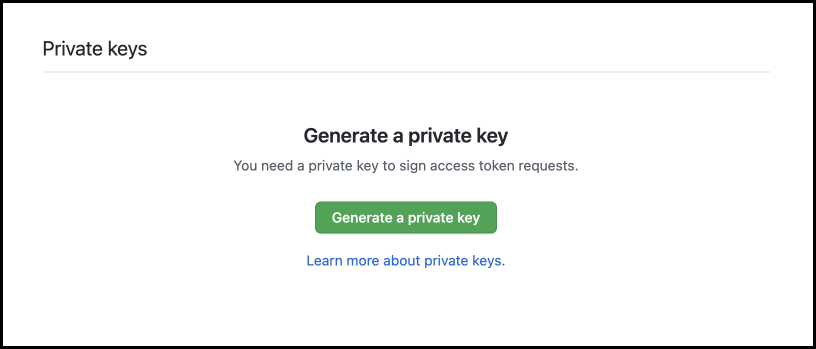 Private keys
Generate a private key
You need a private key to sign access token requests.
Generate a private key
Learn more about private keys.